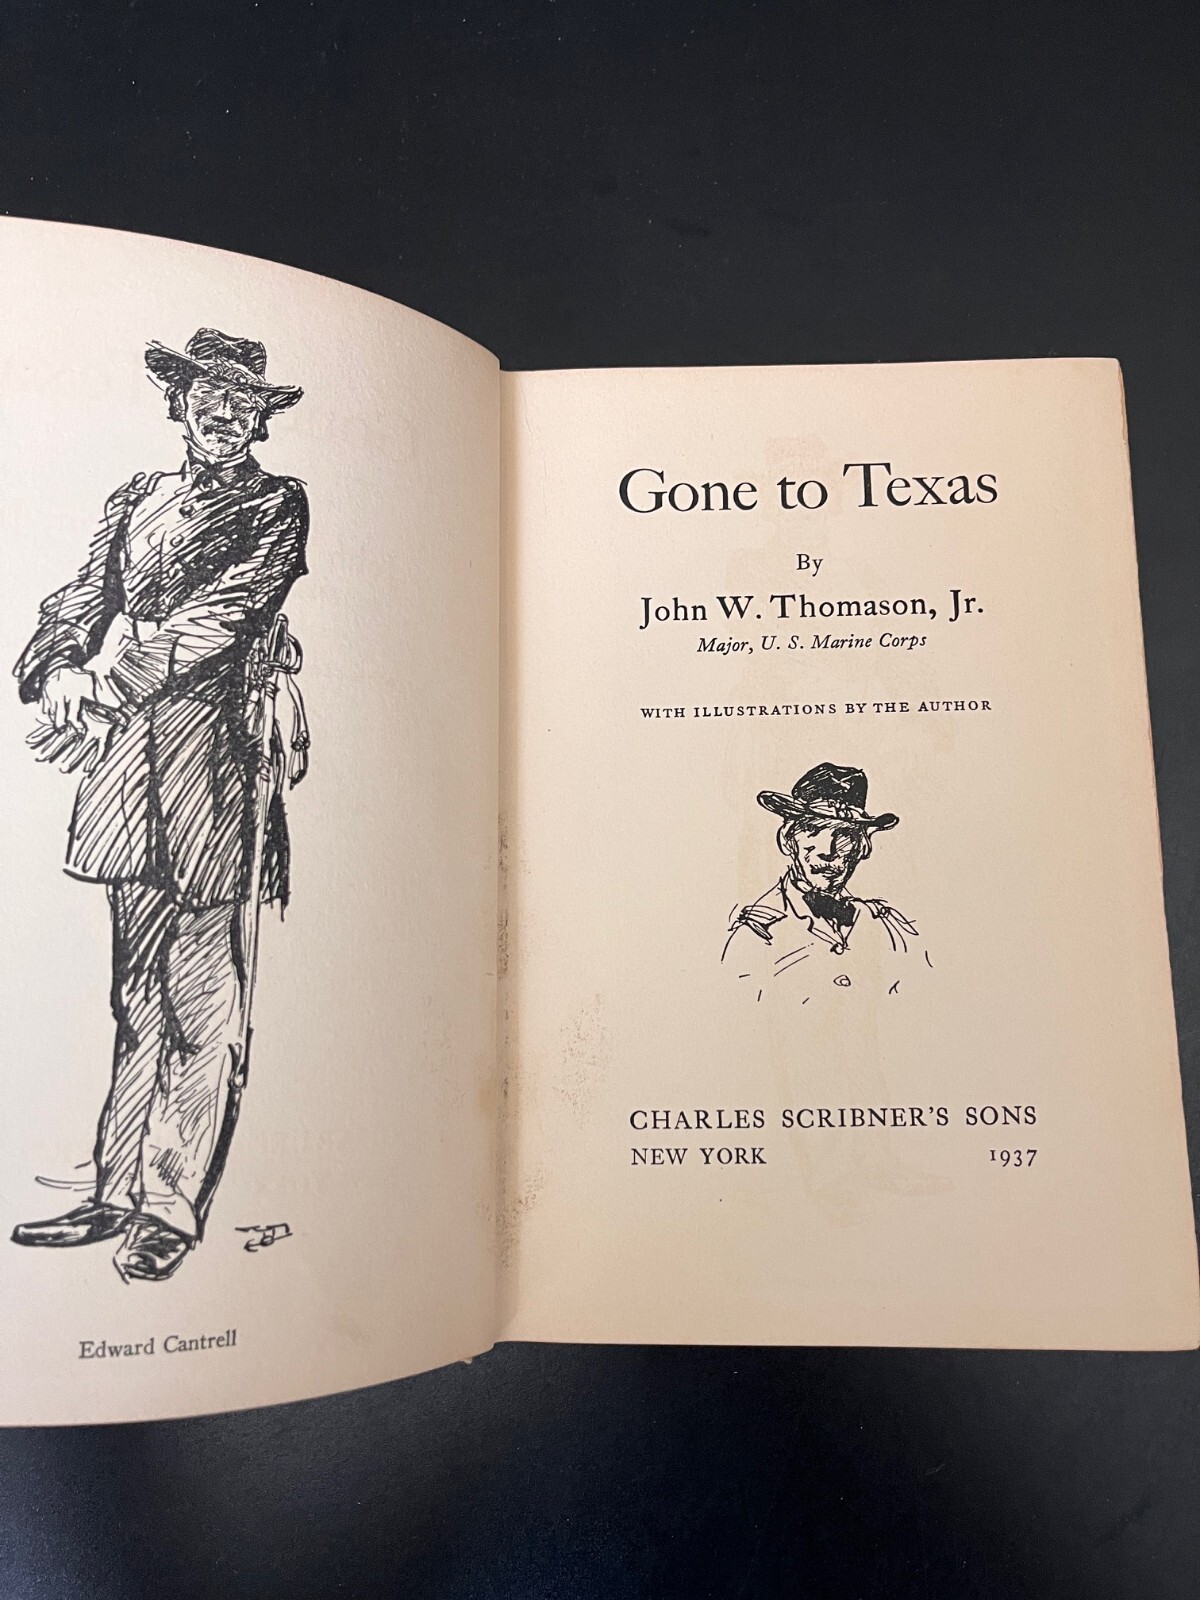 Edward Cantrell
Gone to Texas
By
John W. Thomason, Jr.
Major, U. S. Marine Corps
WITH ILLUSTRATIONS BY THE AUTHOR
CHARLES SCRIBNER'S SONS
NEW YORK 1937